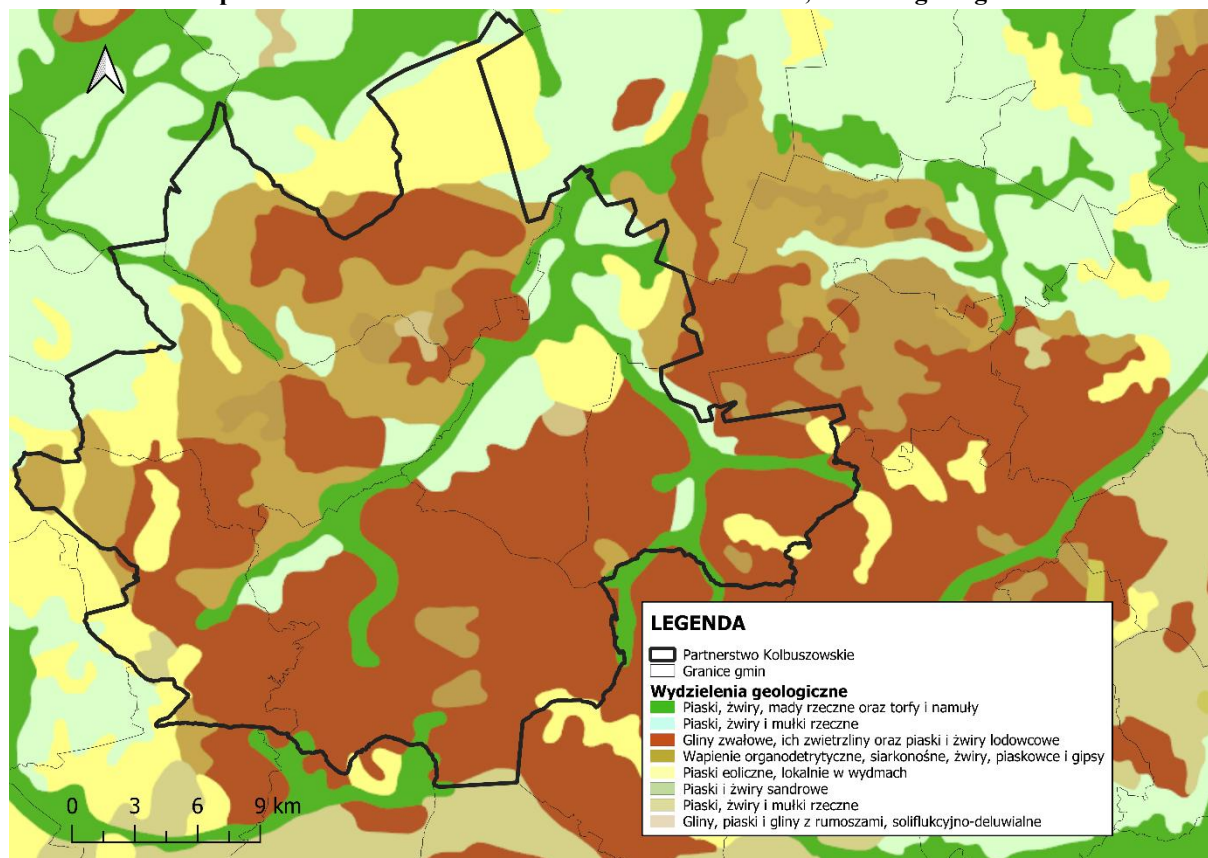 LEGENDA
Partnerstwo Kolbuszowskie
Granice gmin
Wydzielenia geologiczne
Piaski, żwiry, mady rzeczne oraz torfy i namuły
Piaski, żwiry i mułki rzeczne
Gliny zwałowe, ich zwietrzliny oraz piaski i żwiry lodowcowe
Wapienie organodetrytyczne, siarkonośne, żwiry, piaskowce i gipsy
Piaski eoliczne, lokalnie w wydmach
Piaski i żwiry sandrowe
Piaski, żwiry i mułki rzeczne
Gliny, piaski i gliny z rumoszami, soliflukcyjno-deluwialne
0 3 6 9 km